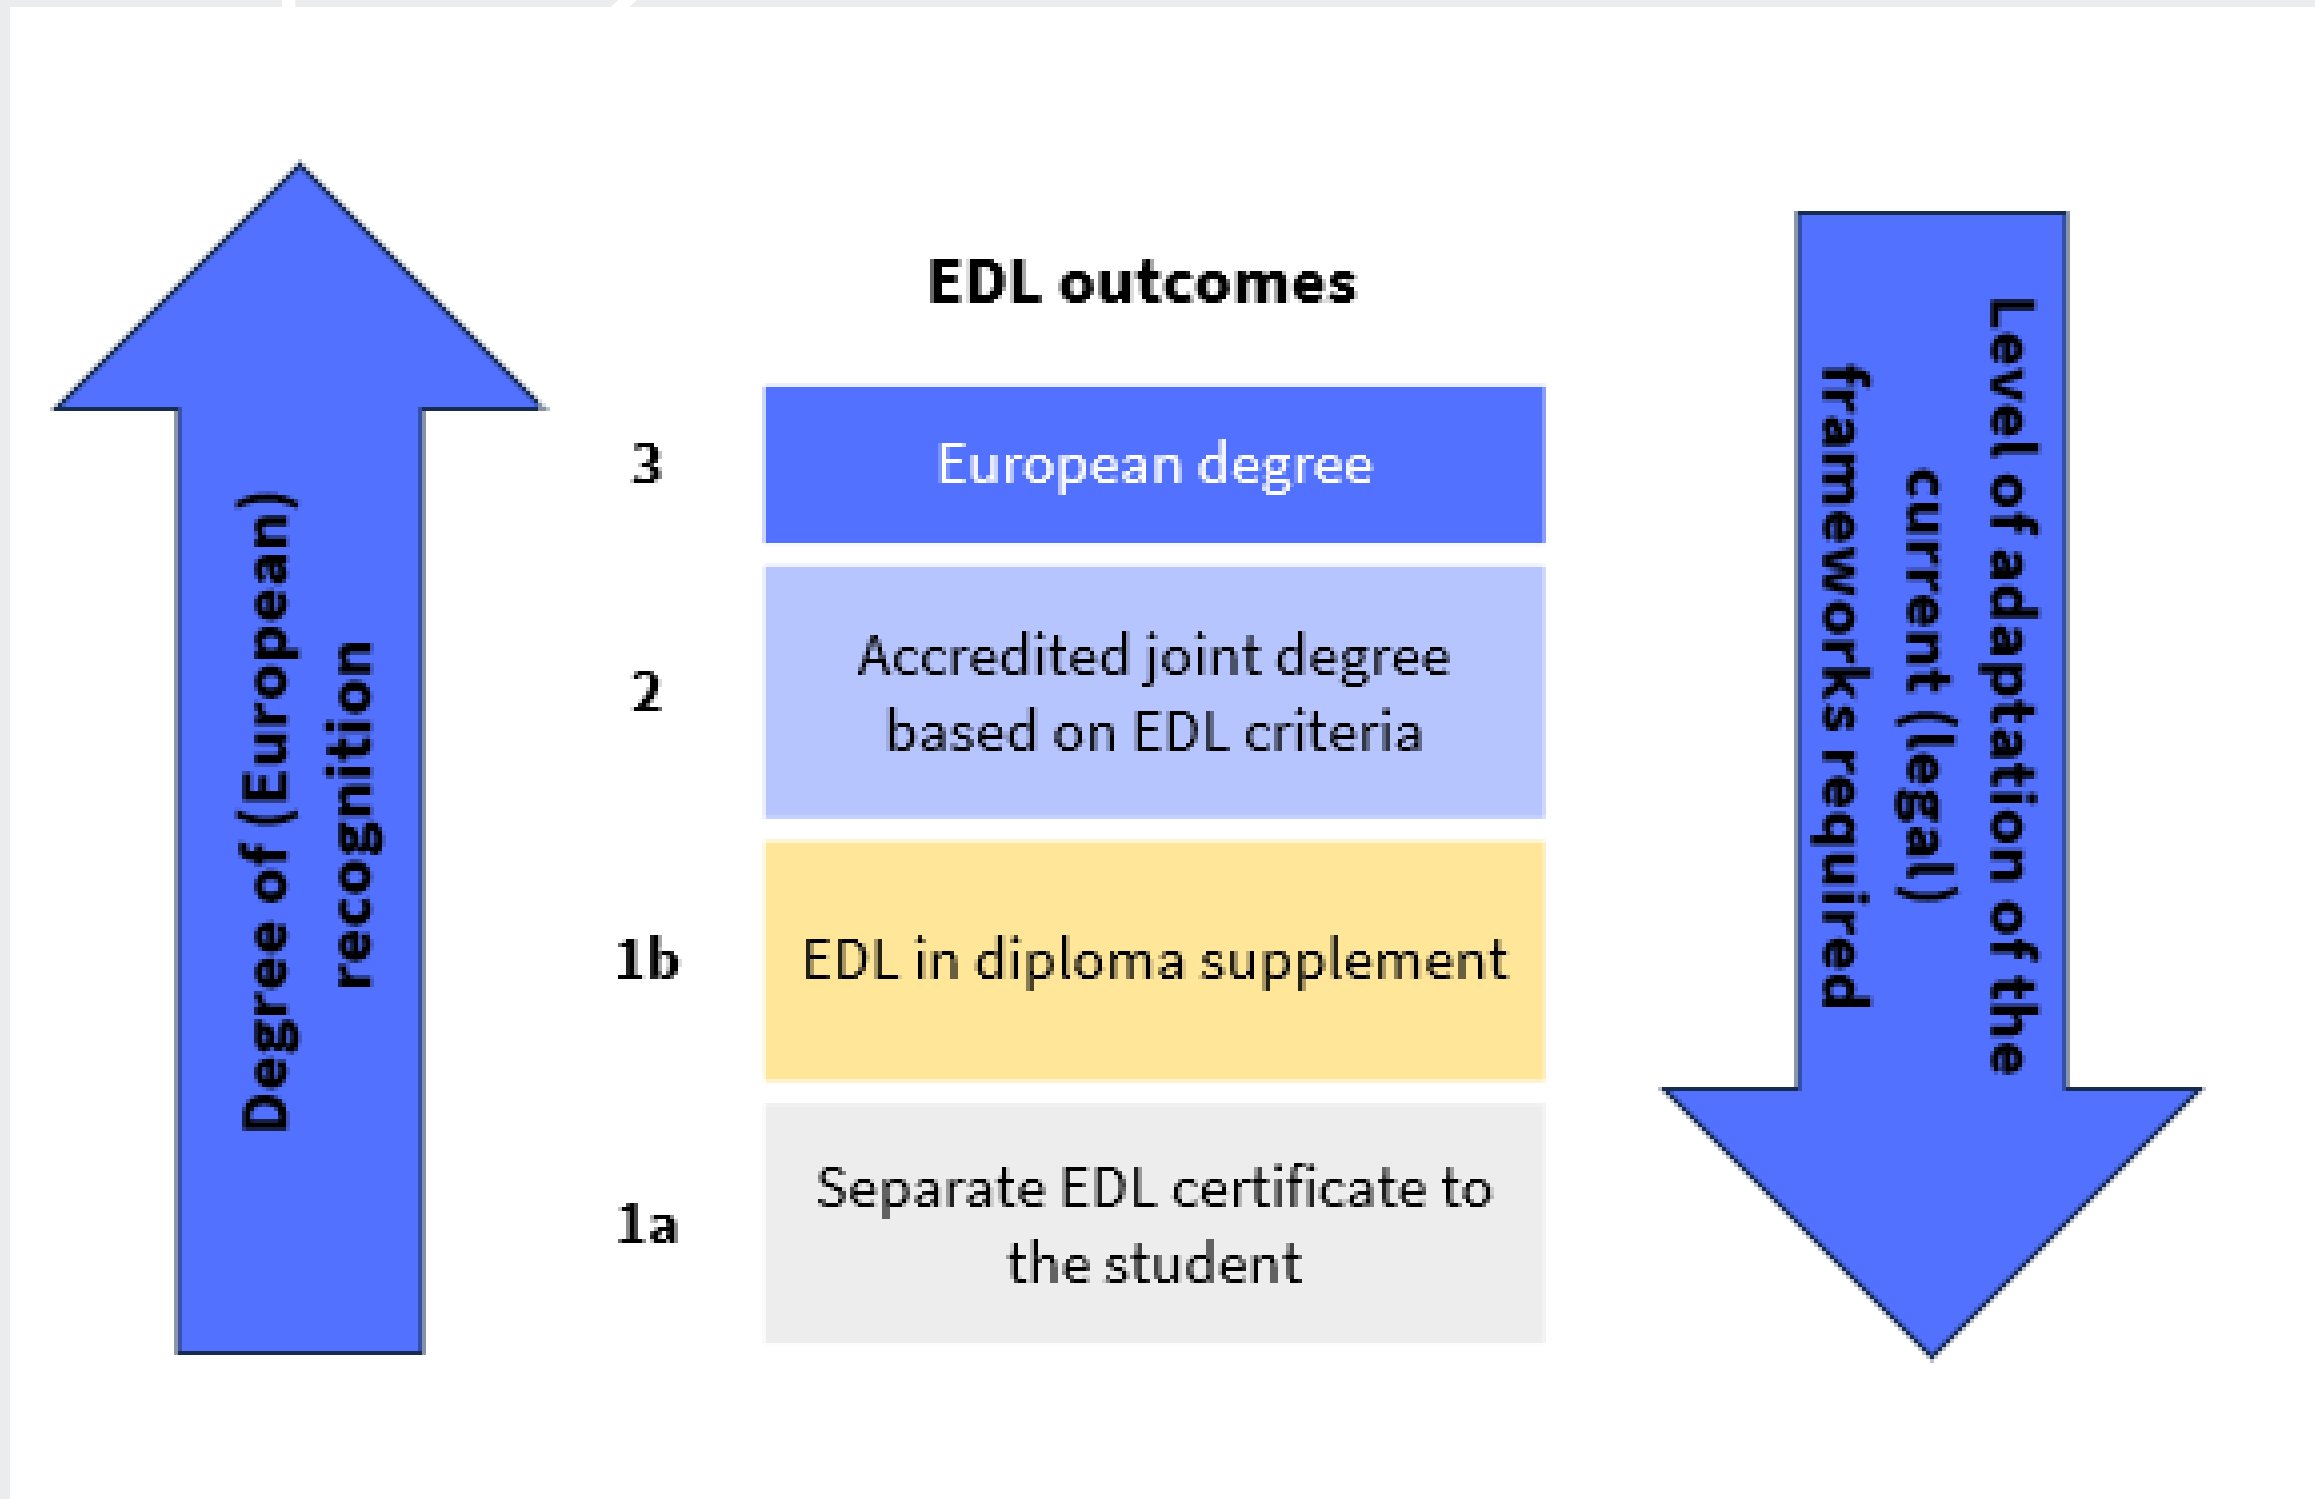 Degree of (European)
recognition
EDL outcomes
3
European degree
2
Accredited joint degree
based on EDL criteria
1b
EDL in diploma supplement
1a
Separate EDL certificate to
the student
Level of adaptation of the
current (legal)
frameworks required